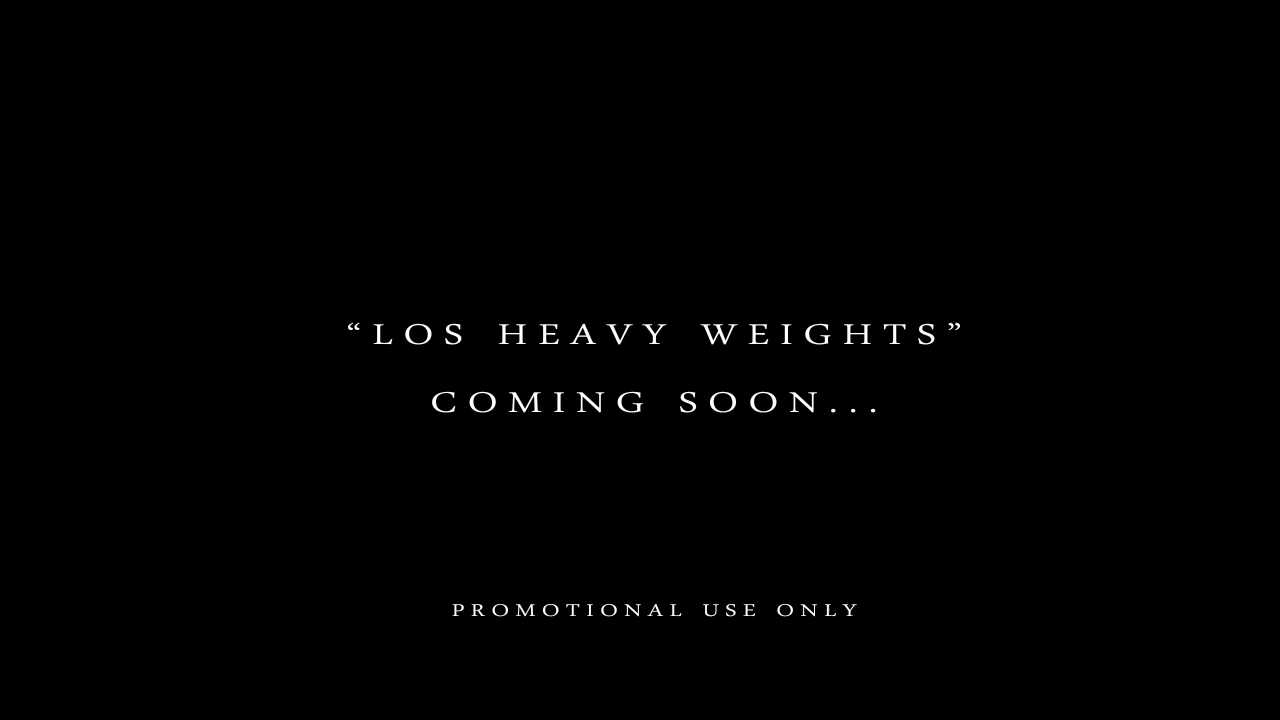 “LOS HEAVY WEIGHTS”
COMING SOON...
PROMOTIONAL USE ONLY